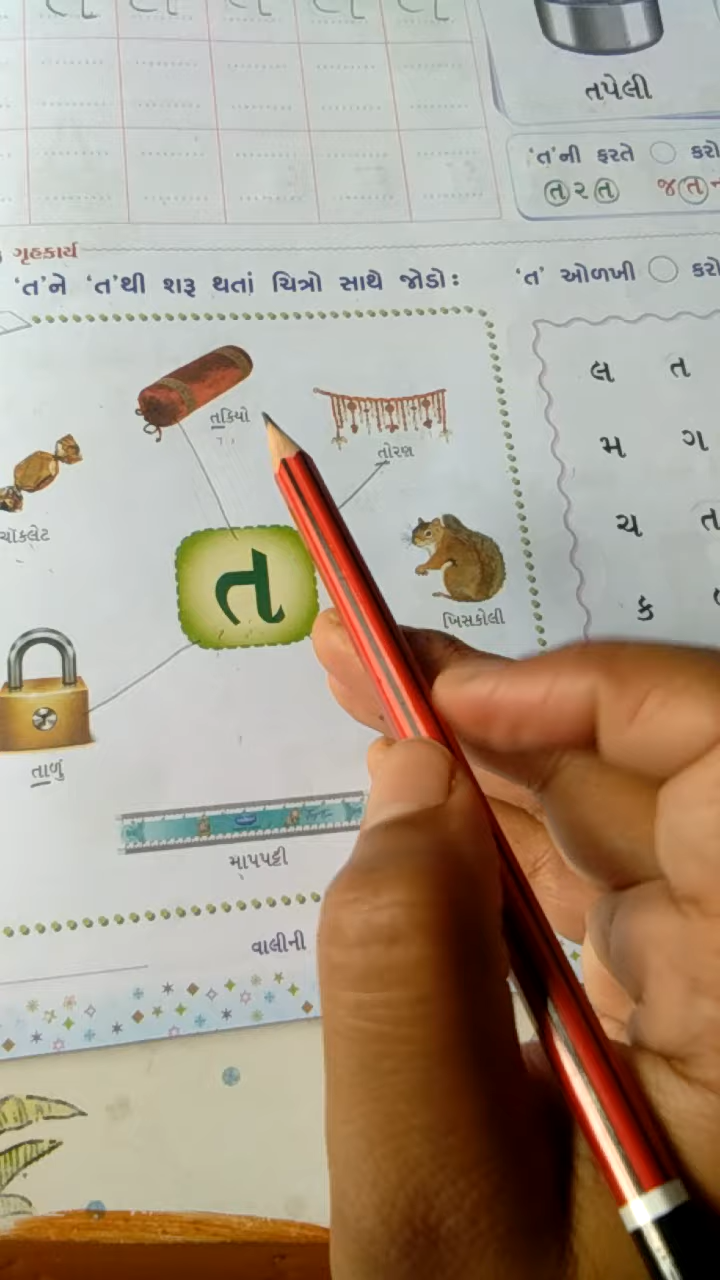 તપેલી
'ત'ની ફરતે ◯ કરો
ત ર ત જ ત
ગૃહકાર્ય
'ત'ને 'ત'થી શરૂ થતાં ચિત્રો સાથે જોડો :
'ત' ઓળખી ◯ કરો
તકિયો
તોરણ
ચૉકલેટ
ત
ખિસકોલી
તાળું
માપપટ્ટી
વાલીની
લ ત
મ ગ
ચ ત
ક